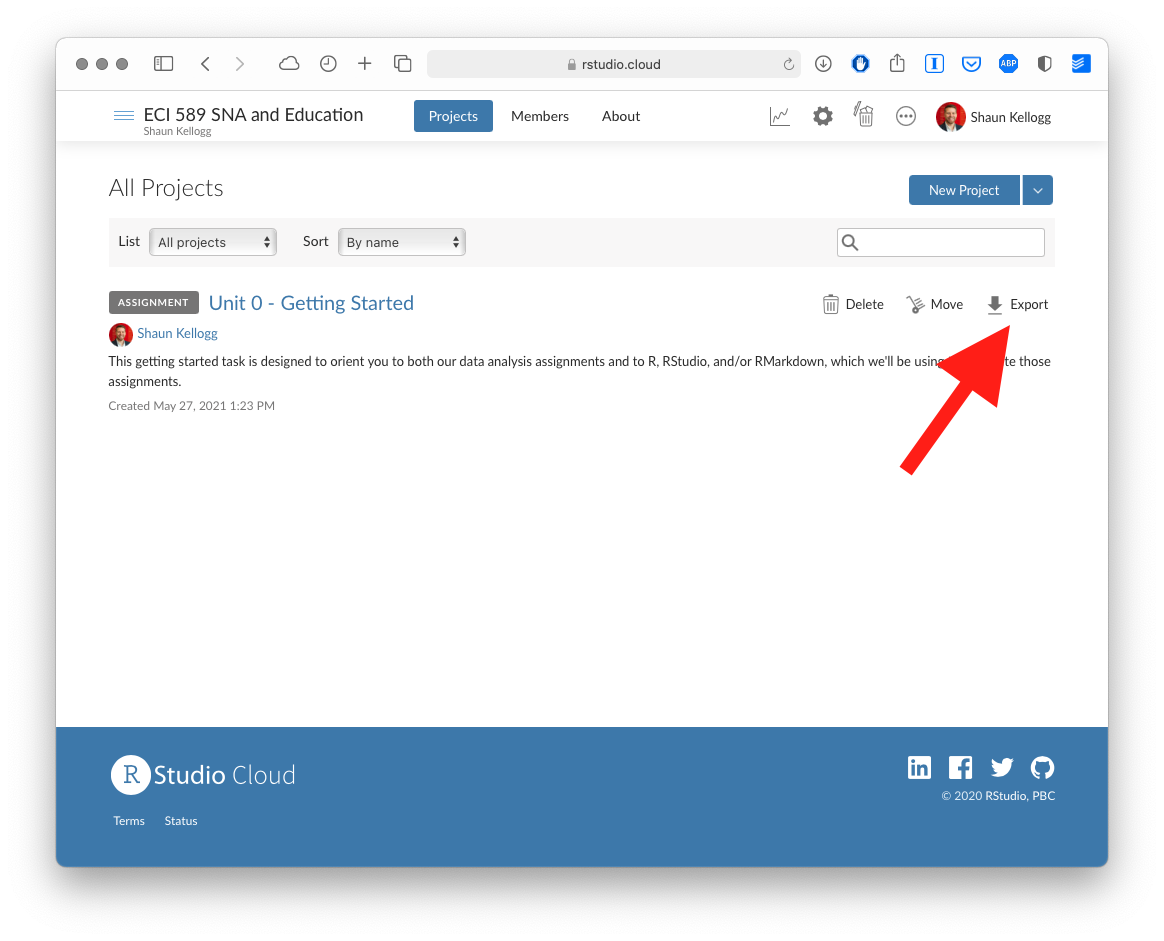 rstudio.cloud
ABP
ECI 589 SNA and Education
Shaun Kellogg
Projects
Members
About
Shaun Kellogg
All Projects
New Project
List
All projects
Sort
By name
ASSIGNMENT
Unit 0 - Getting Started
Delete
Move
Export
Shaun Kellogg
This getting started task is designed to orient you to both our data analysis assignments and to R, RStudio, and/or RMarkdown, which we'll be using those
assignments.
Created May 27, 2021 1:23 PM
R Studio Cloud
© 2020 RStudio, PBC
Terms
Status